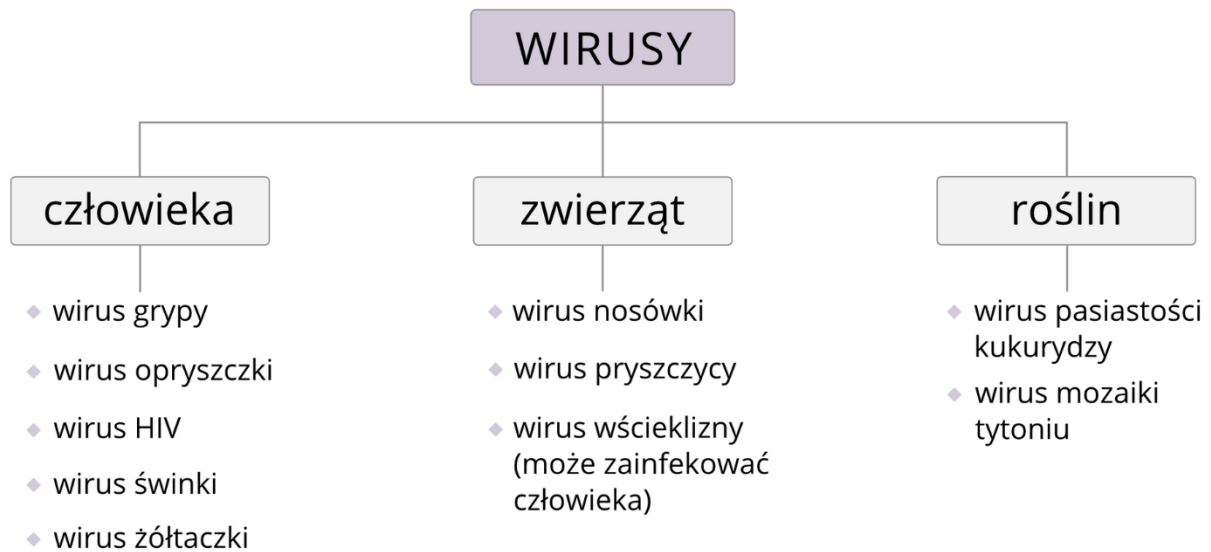 WIRUSY
człowieka
wirus grypy
wirus opryszczki
wirus HIV
wirus świnki
wirus żółtaczki
zwierząt
wirus nosówki
wirus pryszczycy
wirus wścieklizny
(może zainfekować
człowieka)
roślin
wirus pasiastości
kukurydzy
wirus mozaiki
tytoniu